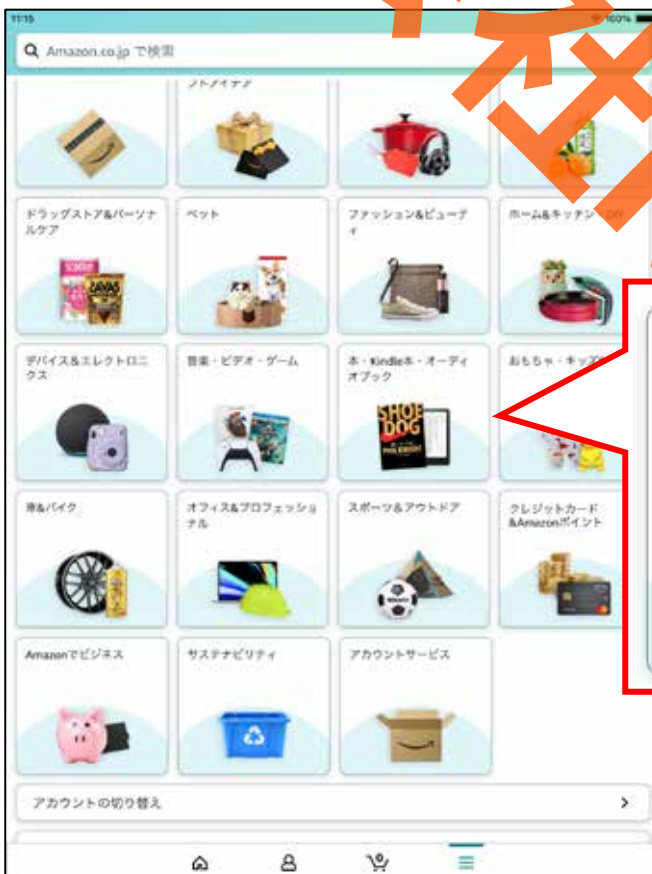 11:15
100%
Amazon.co.jp で検索
ドラッグストア&パーソナ
ルケア
ペット
ファッション&ビューテ
ィ
ホーム&キッチン・DIY
SAVAS
デバイス&エレクトロニ
クス
音楽・ビデオ・ゲーム
本・Kindle本・オーディ
オブック
おもちゃ・キッズ
SHOE
DOG
車&バイク
オフィス&プロフェッショ
ナル
スポーツ&アウトドア
クレジットカード
&Amazonポイント
Amazonでビジネス
サステナビリティ
アカウントサービス
アカウントの切り替え